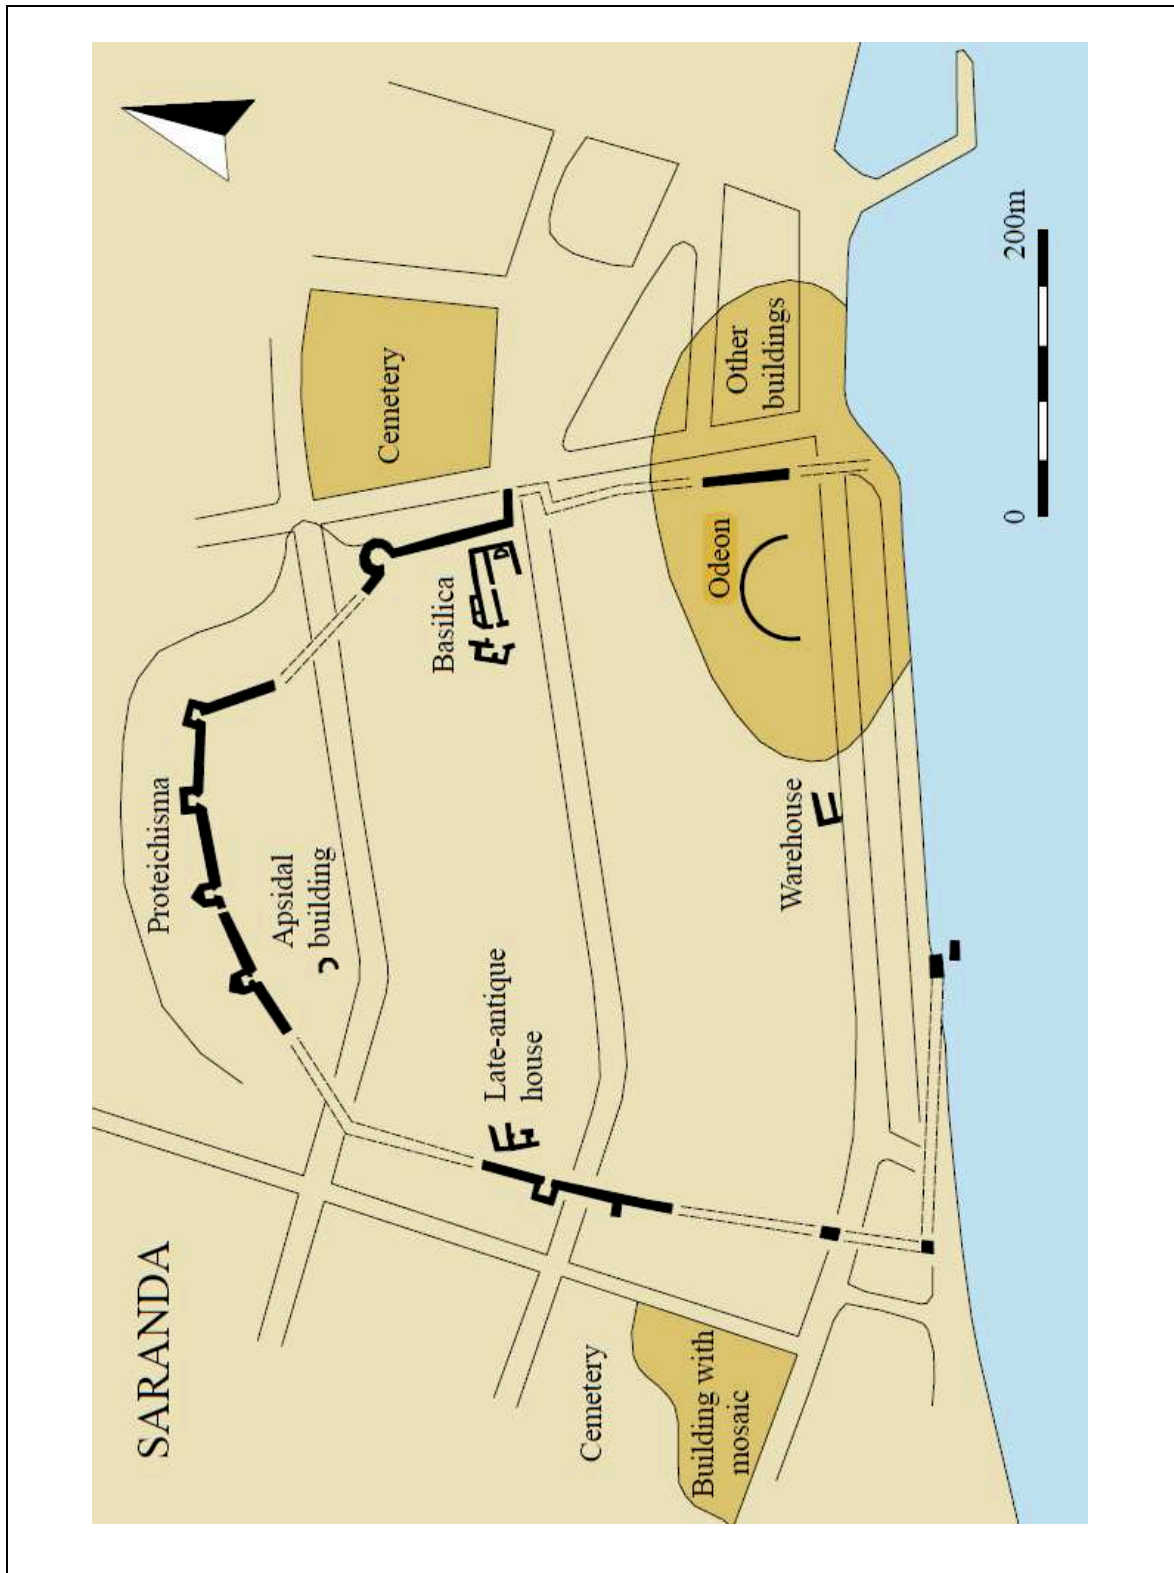 SARANDA
Proteichisma
Apsidal
building
Cemetery
Basilica
Late-antique
house
Other
buildings
Odeon
Warehouse
Cemetery
Building with
mosaic
0
200m